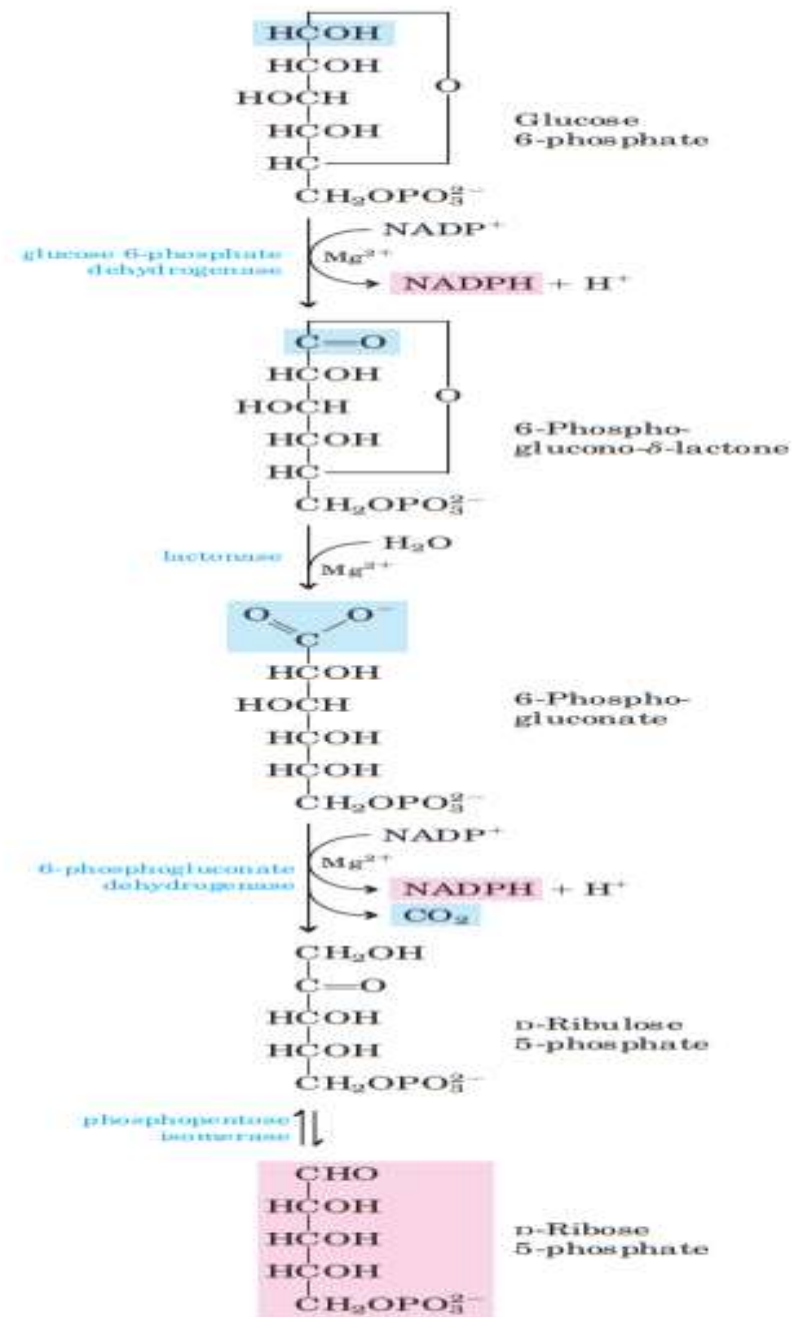 HCOH
HCOH
HOCH
O
HCOH
HC
CH₂OPO₃²⁻
Glucose
6-phosphate
NADP⁺
glucose 6-phosphate
dehydrogenase
Mg²⁺
NADPH + H⁺
C=O
HCOH
HOCH
O
HCOH
HC
CH₂OPO₃²⁻
6-Phospho-
glucono-δ-lactone
H₂O
lactonase
Mg²⁺
O O⁻
C
HCOH
HOCH
HCOH
HCOH
CH₂OPO₃²⁻
6-Phospho-
gluconate
NADP⁺
6-phosphogluconate
dehydrogenase
Mg²⁺
NADPH + H⁺
CO₂
CH₂OH
C=O
HCOH
HCOH
CH₂OPO₃²⁻
D-Ribulose
5-phosphate
phosphopentose
isomerase
CHO
HCOH
HCOH
HCOH
CH₂OPO₃²⁻
D-Ribose
5-phosphate